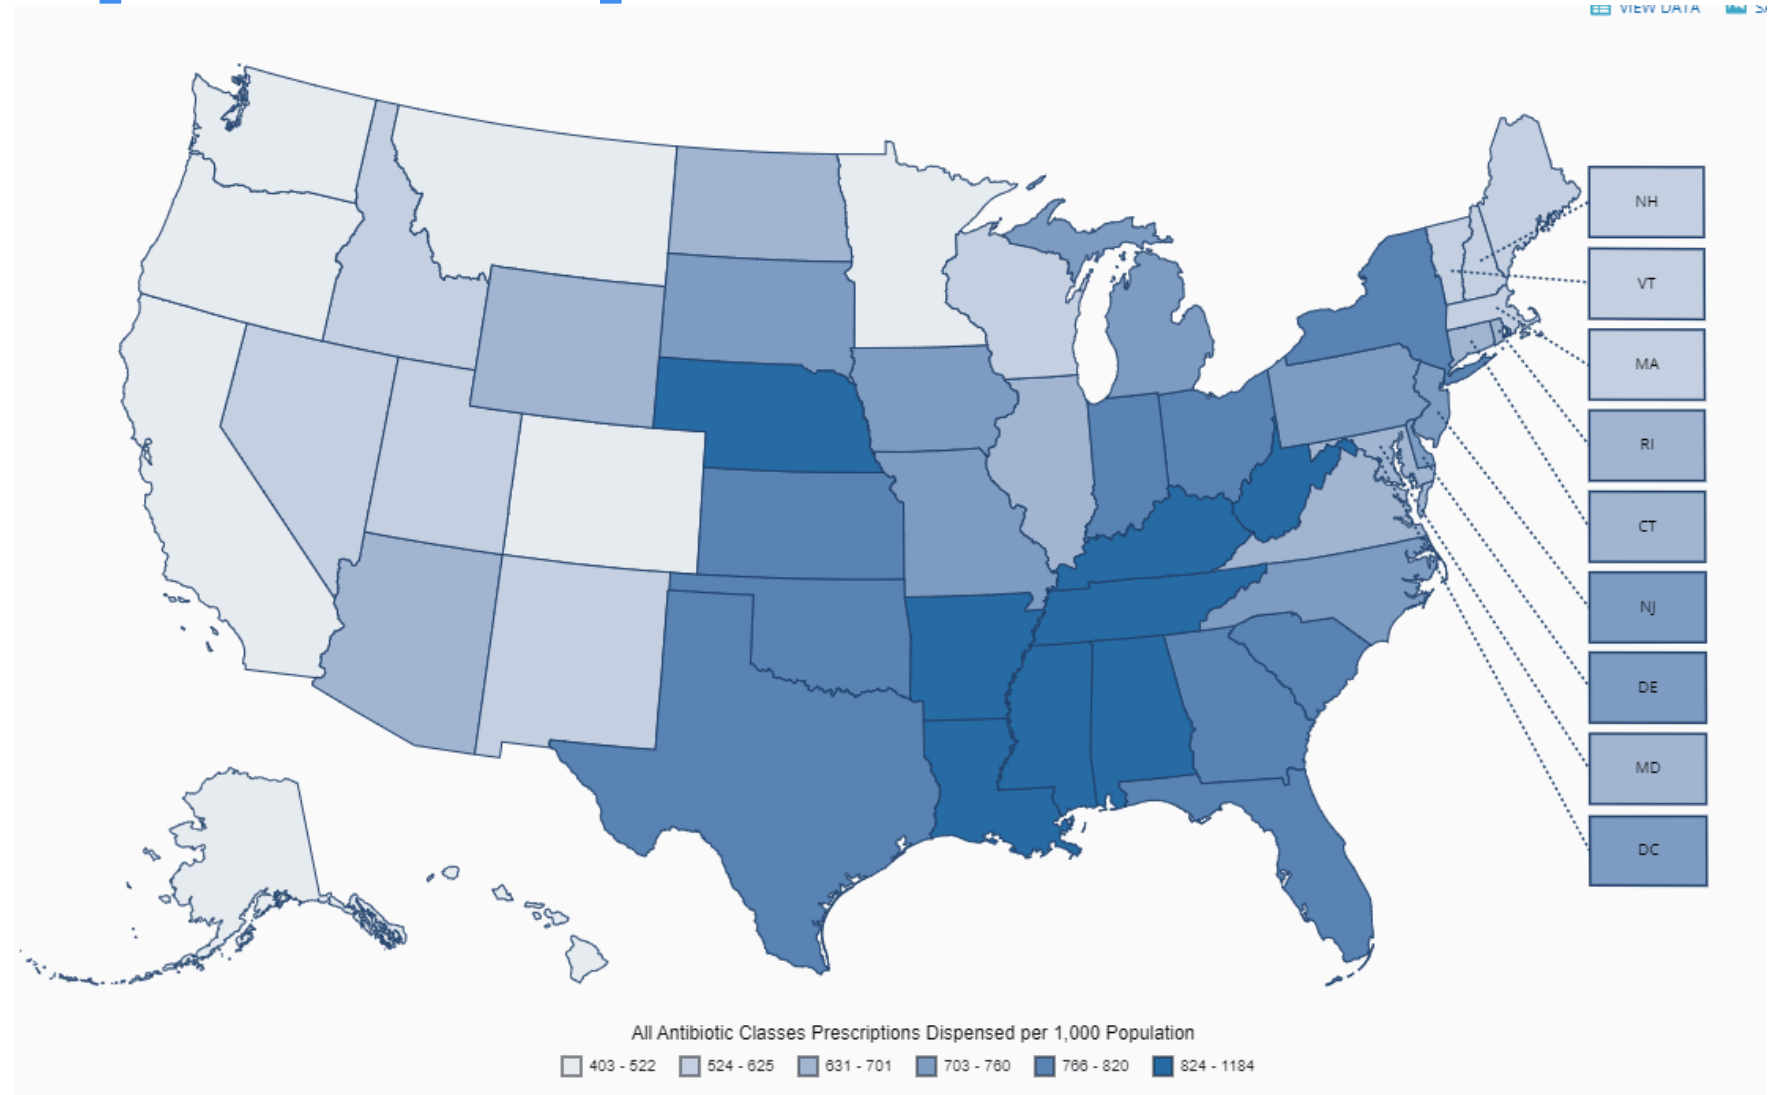 VIEW DATA
NH
VT
MA
RI
CT
NJ
DE
MD
DC
All Antibiotic Classes Prescriptions Dispensed per 1,000 Population
403 - 522 524 - 625 631 - 701 703 - 760 766 - 820 824 - 1184